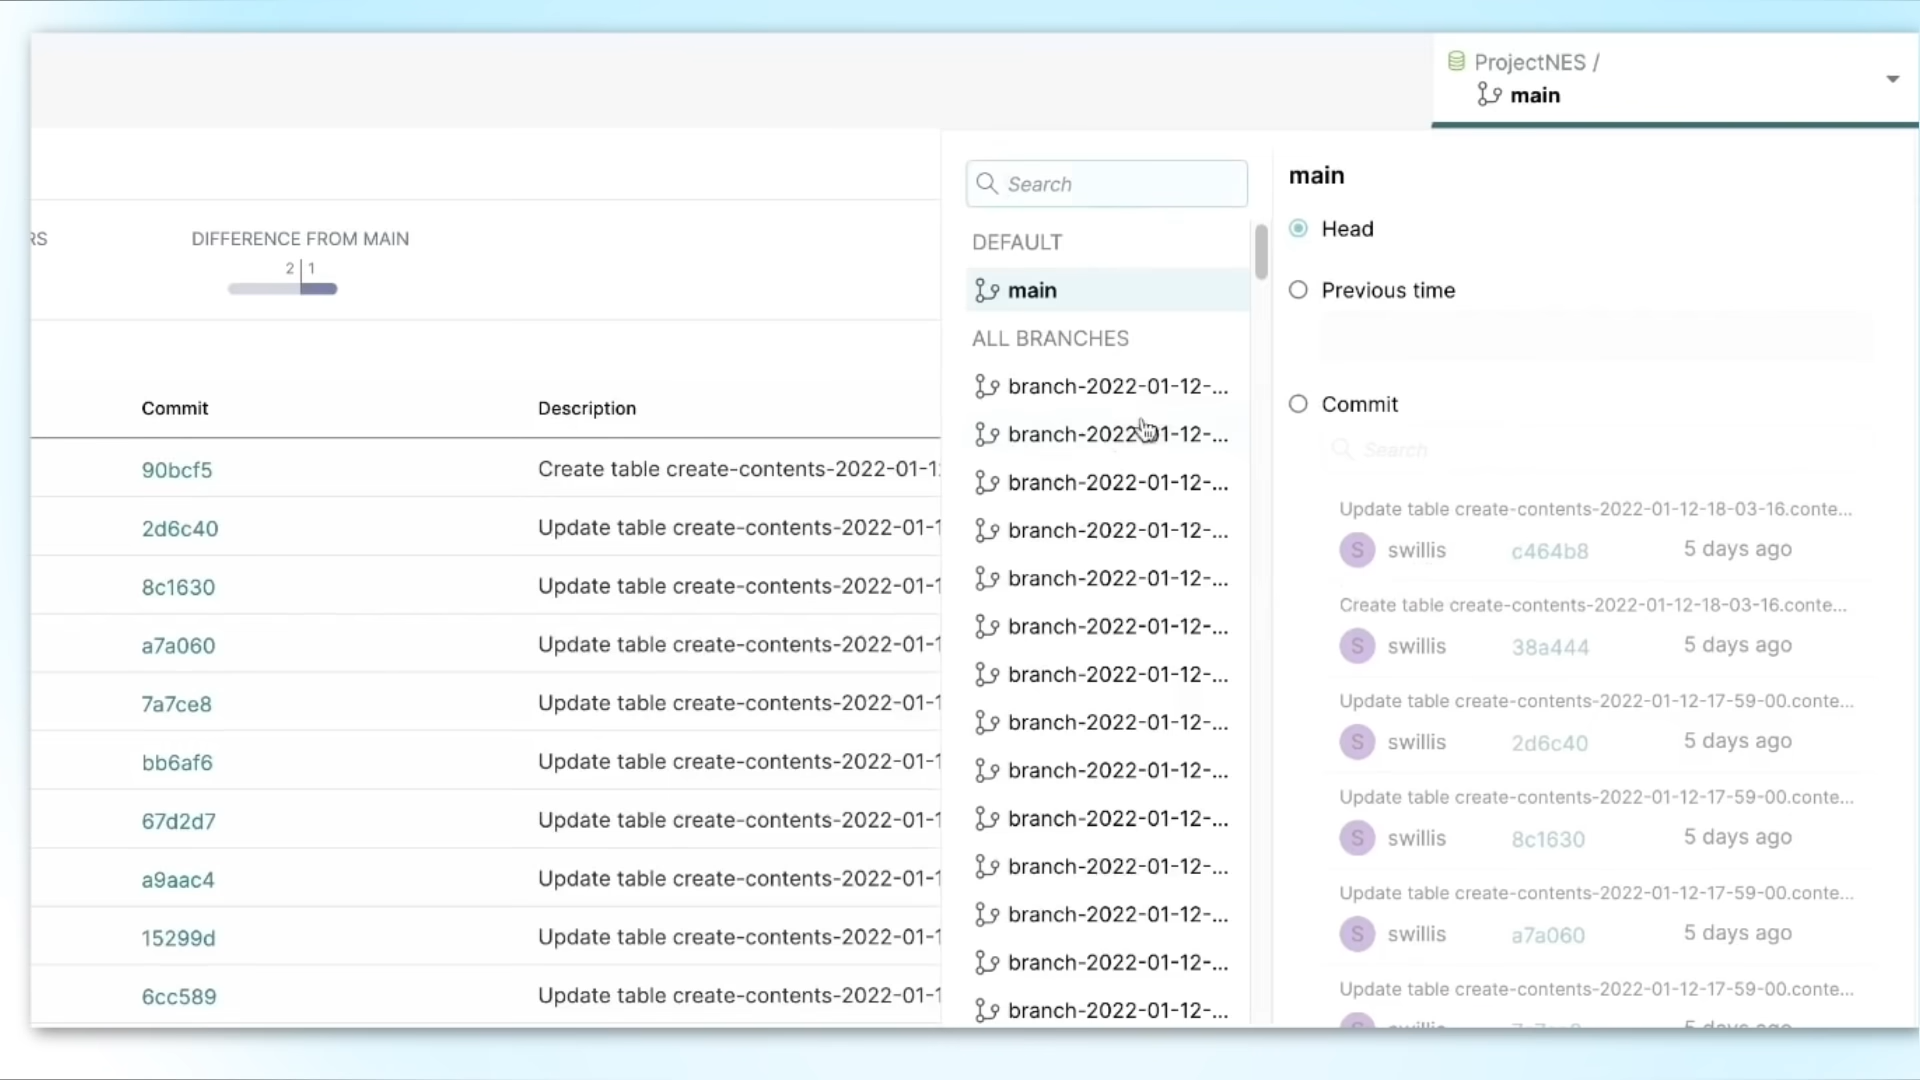 ProjectNES /
main
RS
DIFFERENCE FROM MAIN
2 1
Commit Description
90bcf5 Create table create-contents-2022-01-1
2d6c40 Update table create-contents-2022-01-1
8c1630 Update table create-contents-2022-01-1
a7a060 Update table create-contents-2022-01-1
7a7ce8 Update table create-contents-2022-01-1
bb6af6 Update table create-contents-2022-01-1
67d2d7 Update table create-contents-2022-01-1
a9aac4 Update table create-contents-2022-01-1
15299d Update table create-contents-2022-01-1
6cc589 Update table create-contents-2022-01-1
Search
DEFAULT
main
ALL BRANCHES
branch-2022-01-12-...
branch-2022-01-12-...
branch-2022-01-12-...
branch-2022-01-12-...
branch-2022-01-12-...
branch-2022-01-12-...
branch-2022-01-12-...
branch-2022-01-12-...
branch-2022-01-12-...
branch-2022-01-12-...
branch-2022-01-12-...
branch-2022-01-12-...
branch-2022-01-12-...
branch-2022-01-12-...
main
Head
Previous time
Commit
Search
Update table create-contents-2022-01-12-18-03-16.conte...
S swillis c464b8 5 days ago
Create table create-contents-2022-01-12-18-03-16.conte...
S swillis 38a444 5 days ago
Update table create-contents-2022-01-12-17-59-00.conte...
S swillis 2d6c40 5 days ago
Update table create-contents-2022-01-12-17-59-00.conte...
S swillis 8c1630 5 days ago
Update table create-contents-2022-01-12-17-59-00.conte...
S swillis a7a060 5 days ago
Update table create-contents-2022-01-12-17-59-00.conte...